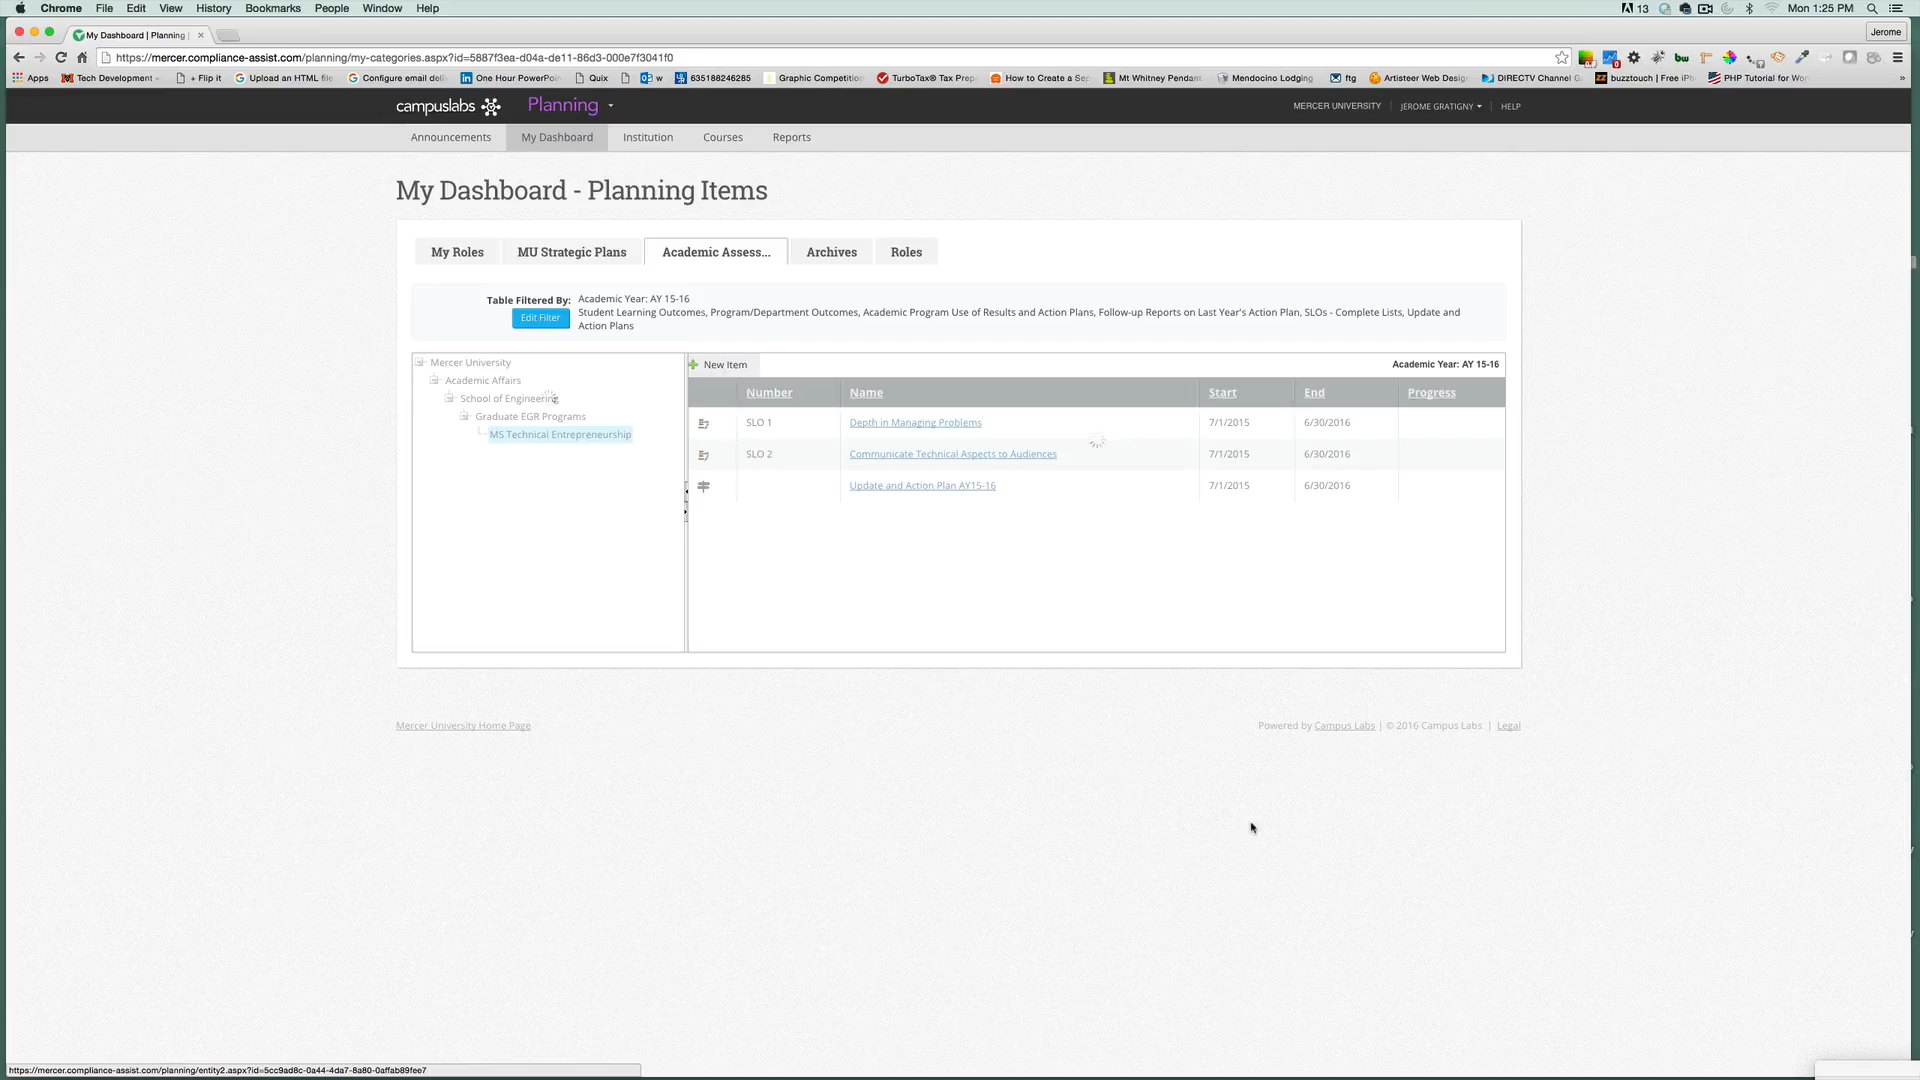 Chrome File Edit View History Bookmarks People Window Help 13 Mon 1:25 PM
My Dashboard | Planning | Jerome
https://mercer.compliance-assist.com/planning/my-categories.aspx?id=5887f3ea-d04a-de11-86d3-000e7f3041f0
Apps Tech Development + Flip it Upload an HTML file Configure email deli One Hour PowerPoin Quix w 635188246285 Graphic Competitio TurboTax® Tax Prep How to Create a Sep Mt Whitney Pendant Mendocino Lodging ftg Artisteer Web Desig DIRECTV Channel G buzztouch | Free iPh PHP Tutorial for Wor »
campuslabs Planning MERCER UNIVERSITY JEROME GRATIGNY HELP
Announcements My Dashboard Institution Courses Reports
My Dashboard - Planning Items
My Roles MU Strategic Plans Academic Assess... Archives Roles
Table Filtered By: Academic Year: AY 15-16
Edit Filter Student Learning Outcomes, Program/Department Outcomes, Academic Program Use of Results and Action Plans, Follow-up Reports on Last Year's Action Plan, SLOs - Complete Lists, Update and
Action Plans
Mercer University
Academic Affairs
School of Engineering
Graduate EGR Programs
MS Technical Entrepreneurship
New Item Academic Year: AY 15-16
Number Name Start End Progress
SLO 1 Depth in Managing Problems 7/1/2015 6/30/2016
SLO 2 Communicate Technical Aspects to Audiences 7/1/2015 6/30/2016
Update and Action Plan AY15-16 7/1/2015 6/30/2016
Mercer University Home Page Powered by Campus Labs | © 2016 Campus Labs | Legal
https://mercer.compliance-assist.com/planning/entity2.aspx?id=5cc9ad8c-0a44-4da7-8a80-0affab89fee7